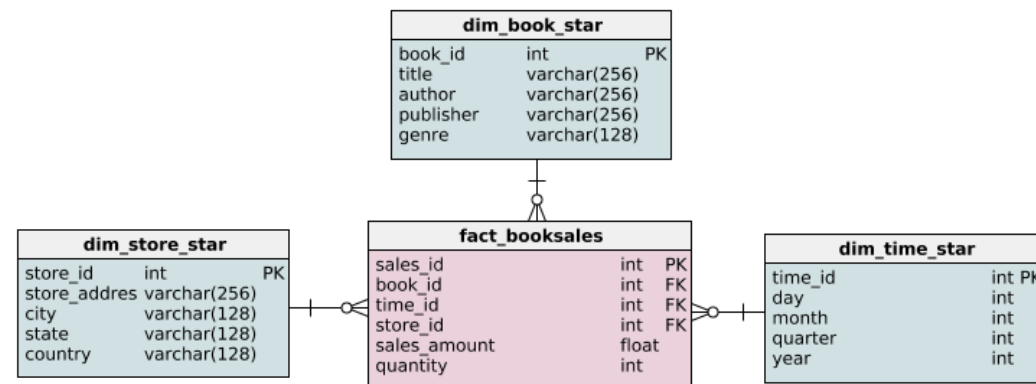 dim_book_star
book_id int PK
title varchar(256)
author varchar(256)
publisher varchar(256)
genre varchar(128)
dim_store_star
store_id int PK
store_addres varchar(256)
city varchar(128)
state varchar(128)
country varchar(128)
fact_booksales
sales_id int PK
book_id int FK
time_id int FK
store_id int FK
sales_amount float
quantity int
dim_time_star
time_id int PK
day int
month int
quarter int
year int